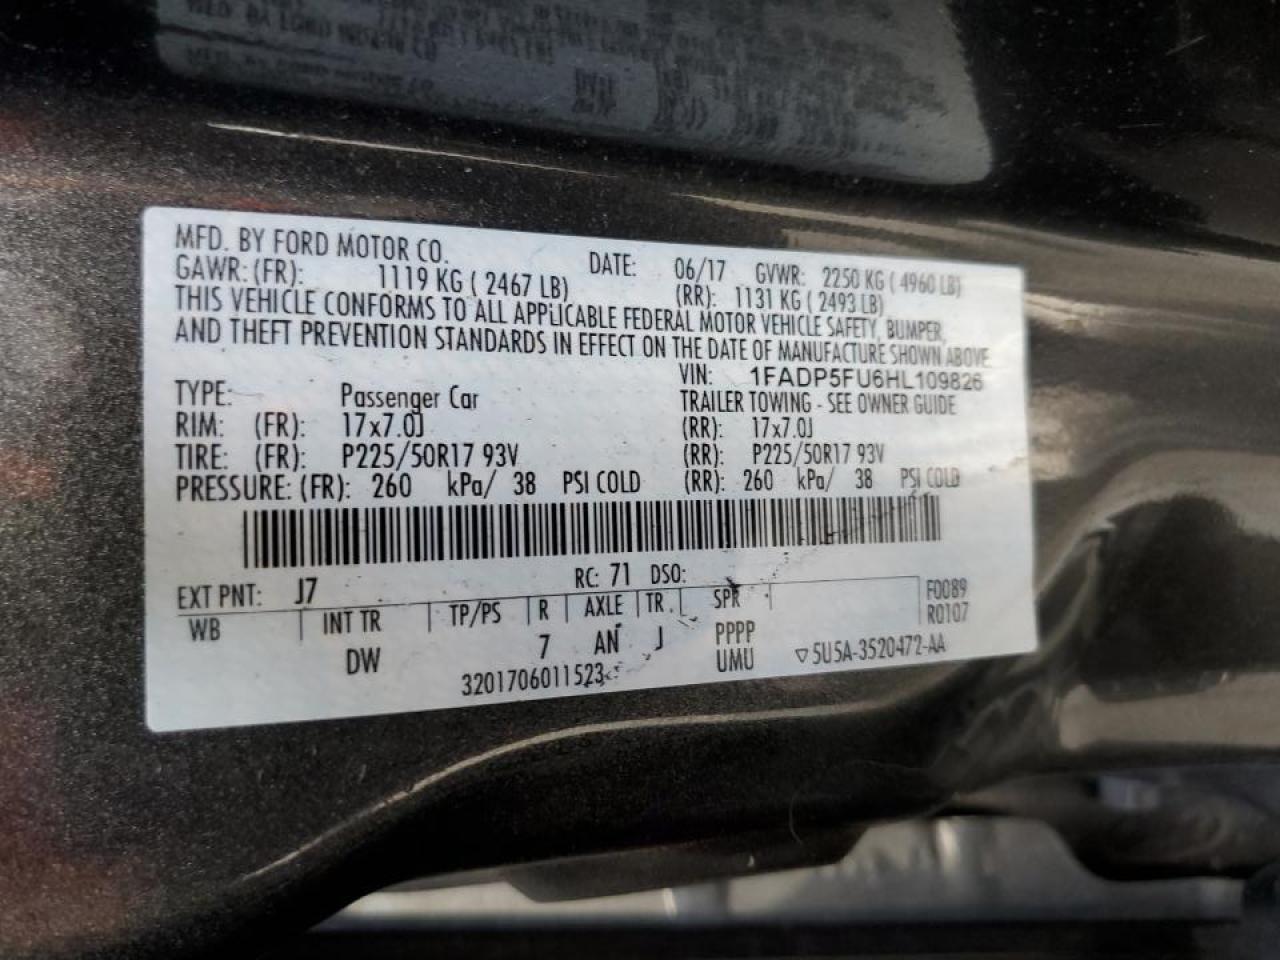 MFD. BY FORD MOTOR CO. DATE: 06/17 GVWR: 2250 KG ( 4960 LB)
GAWR: (FR): 1119 KG ( 2467 LB) (RR): 1131 KG ( 2493 LB)
THIS VEHICLE CONFORMS TO ALL APPLICABLE FEDERAL MOTOR VEHICLE SAFETY, BUMPER,
AND THEFT PREVENTION STANDARDS IN EFFECT ON THE DATE OF MANUFACTURE SHOWN ABOVE.
VIN: 1FADP5FU6HL109826
TYPE: Passenger Car TRAILER TOWING - SEE OWNER GUIDE
RIM: (FR): 17x7.0J (RR): 17x7.0J
TIRE: (FR): P225/50R17 93V (RR): P225/50R17 93V
PRESSURE: (FR): 260 kPa/ 38 PSI COLD (RR): 260 kPa/ 38 PSI COLD
EXT PNT: J7 RC: 71 DSO: F0089
WB INT TR TP/PS R AXLE TR SPR R0107
DW 7 AN J PPPP
3201706011523 UMU ▽5U5A-3520472-AA